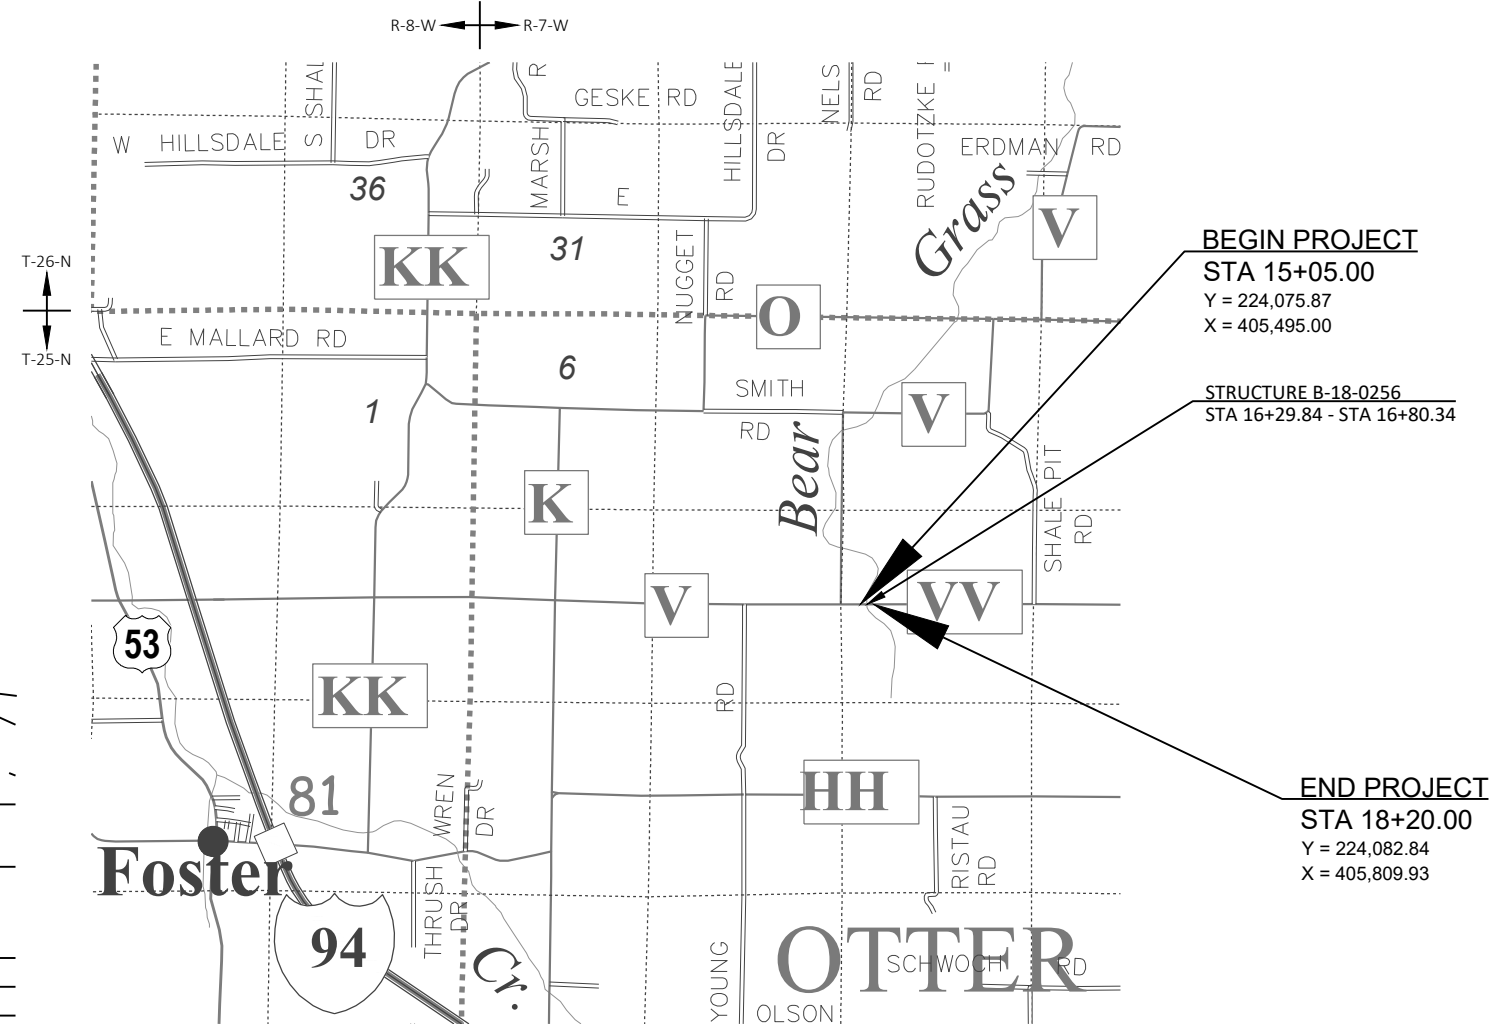 R-8-W R-7-W
S SHAL
R
GESKE RD
HILLSDALE
DR
NELS
RD
RUDOTZKE
W HILLSDALE DR
MARSH
ERDMAN RD
36
E
Grass
V
KK
31
NUGGET
RD
O
T-26-N
T-25-N
E MALLARD RD
BEGIN PROJECT
STA 15+05.00
Y = 224,075.87
X = 405,495.00
6
SMITH
RD
1
V
STRUCTURE B-18-0256
STA 16+29.84 - STA 16+80.34
Bear
K
SHALE PIT
RD
V
VV
53
KK
RD
81
WREN
DR
HH
END PROJECT
STA 18+20.00
Y = 224,082.84
X = 405,809.93
RISTAU
RD
Foster
THRUSH
DR
94
Cr.
OTTER
SCHWOCH RD
YOUNG
OLSON